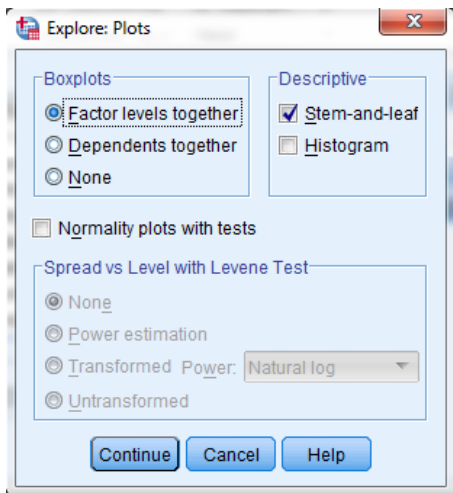 Explore: Plots
Boxplots
Factor levels together
Dependents together
None
Descriptive
Stem-and-leaf
Histogram
Normality plots with tests
Spread vs Level with Levene Test
None
Power estimation
Transformed Power: Natural log
Untransformed
Continue Cancel Help